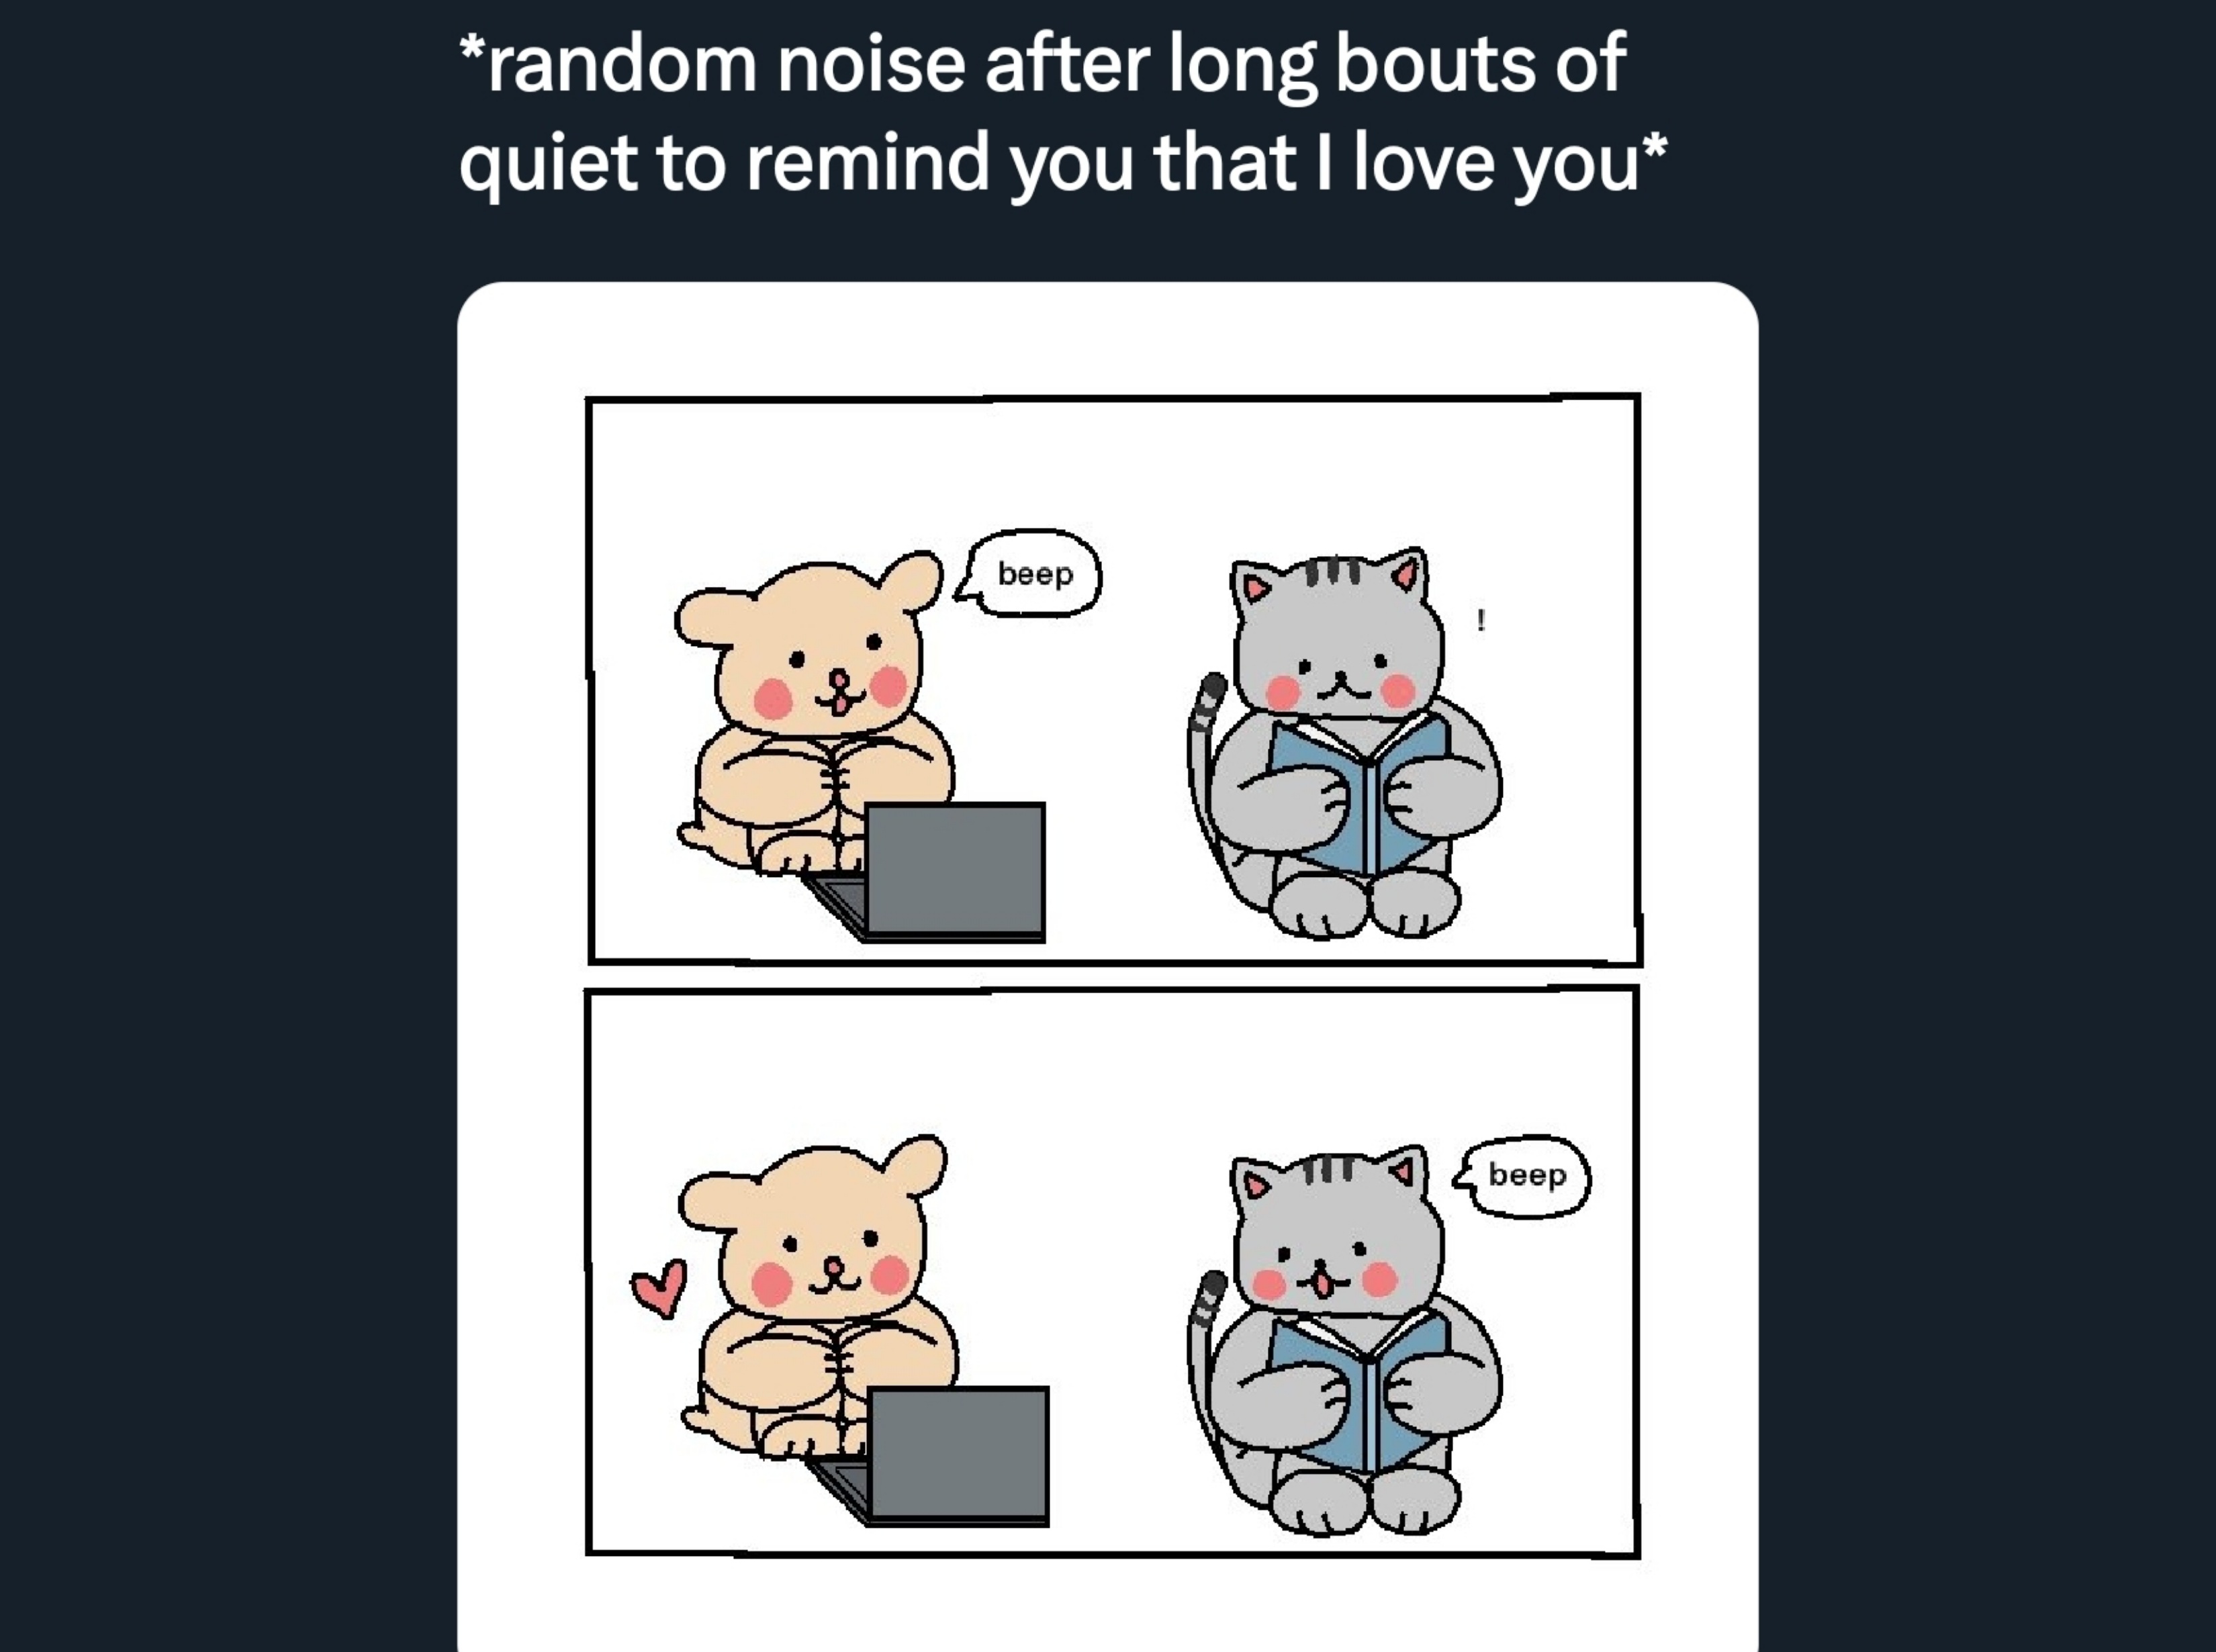 *random noise after long bouts of
quiet to remind you that I love you*
beep
!
beep